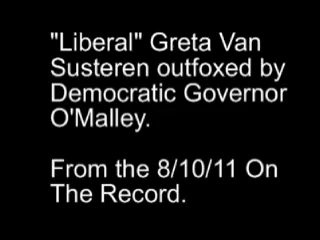 "Liberal" Greta Van
Susteren outfoxed by
Democratic Governor
O'Malley.

From the 8/10/11 On
The Record.